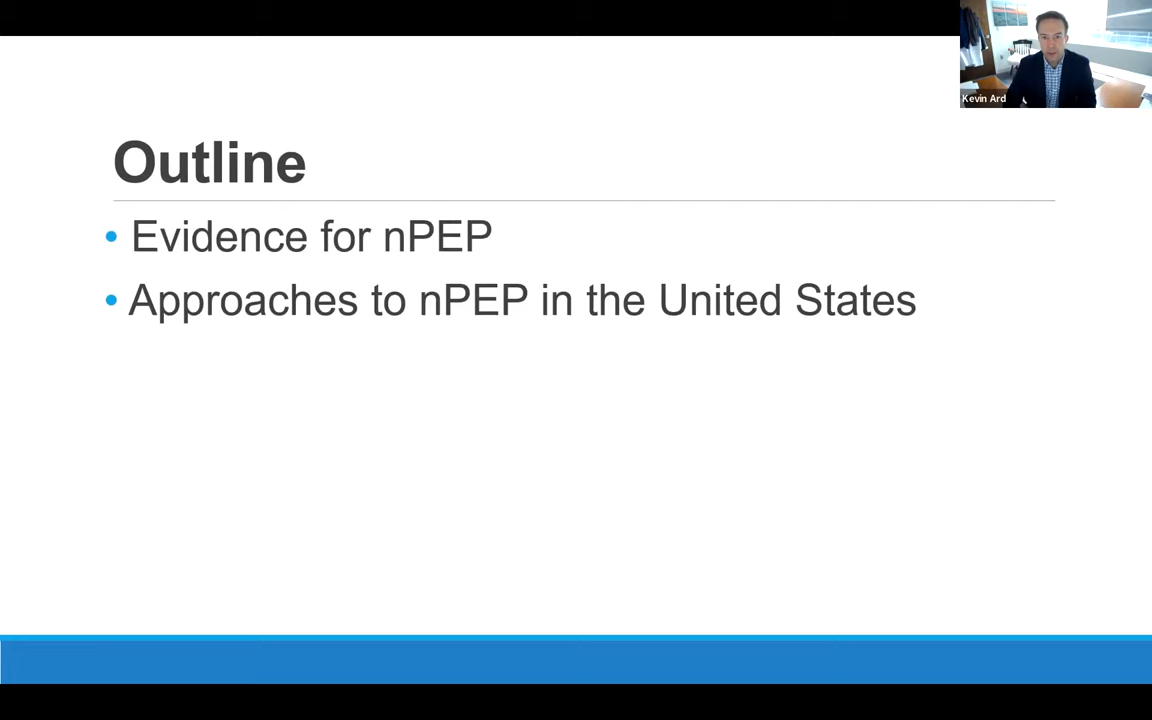 Kevin Ard
Outline
• Evidence for nPEP
• Approaches to nPEP in the United States